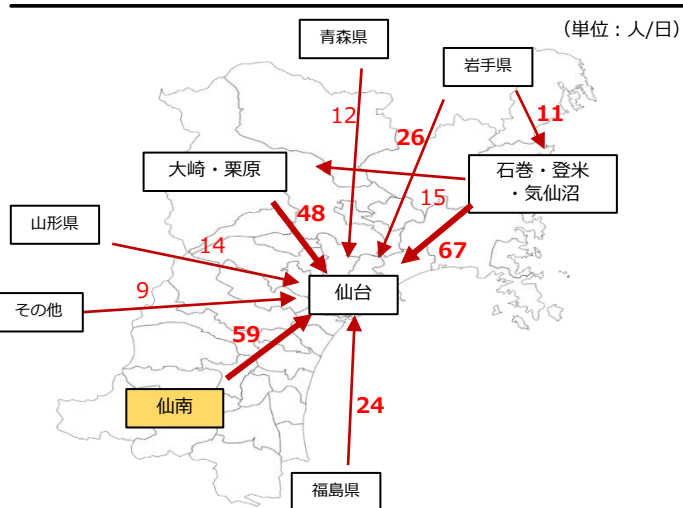 （単位：人/日）
青森県
岩手県
12
26
11
大崎・栗原
石巻・登米
・気仙沼
15
48
山形県
14
67
9
仙台
その他
59
仙南
24
福島県